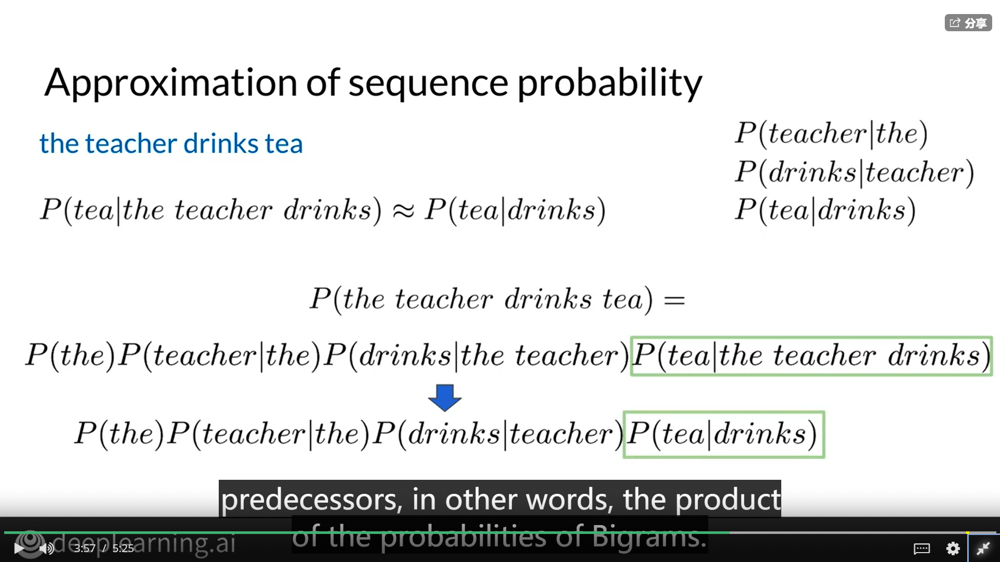 分享
Approximation of sequence probability
the teacher drinks tea
P(teacher|the)
P(drinks|teacher)
P(tea|the teacher drinks) ≈ P(tea|drinks)
P(tea|drinks)
P(the teacher drinks tea) =
P(the)P(teacher|the)P(drinks|the teacher)P(tea|the teacher drinks)
P(the)P(teacher|the)P(drinks|teacher)P(tea|drinks)
predecessors, in other words, the product
of the probabilities of Bigrams.
deeplearning.ai
3:57 / 5:25